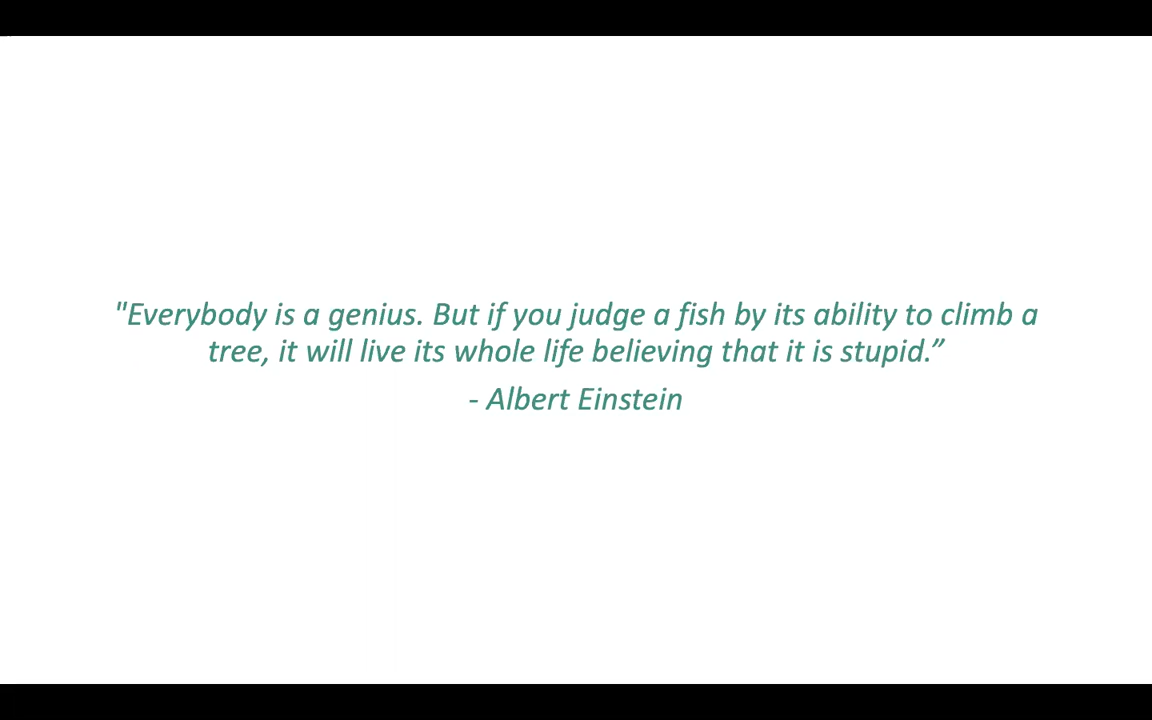 "Everybody is a genius. But if you judge a fish by its ability to climb a
tree, it will live its whole life believing that it is stupid.”
- Albert Einstein